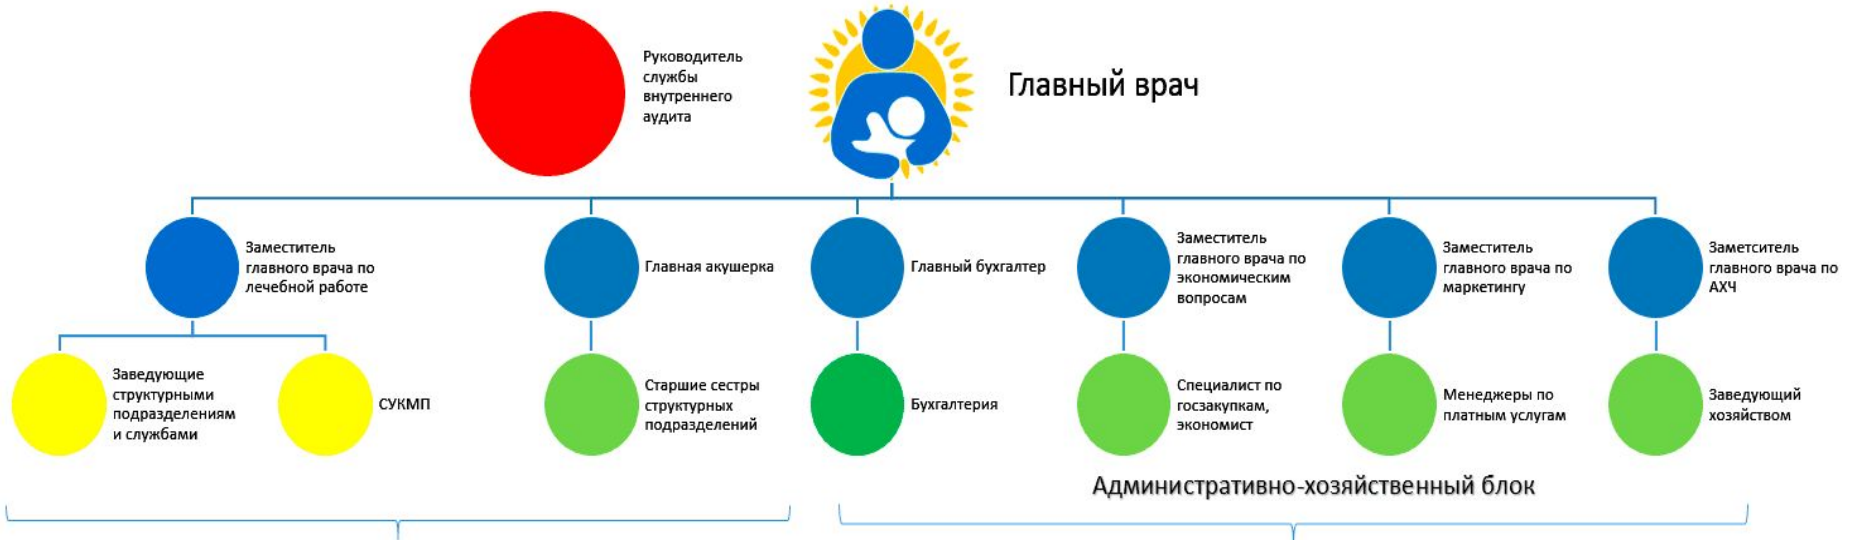 Руководитель
службы
внутреннего
аудита
Главный врач
Заместитель
главного врача по
лечебной работе
Главная акушерка
Главный бухгалтер
Заместитель
главного врача по
экономическим
вопросам
Заместитель
главного врача по
маркетингу
Заметситель
главного врача по
АХЧ
Заведующие
структурными
подразделениям
и службами
СУКМП
Старшие сестры
структурных
подразделений
Бухгалтерия
Специалист по
госзакупкам,
экономист
Менеджеры по
платным услугам
Заведующий
хозяйством
Административно-хозяйственный блок